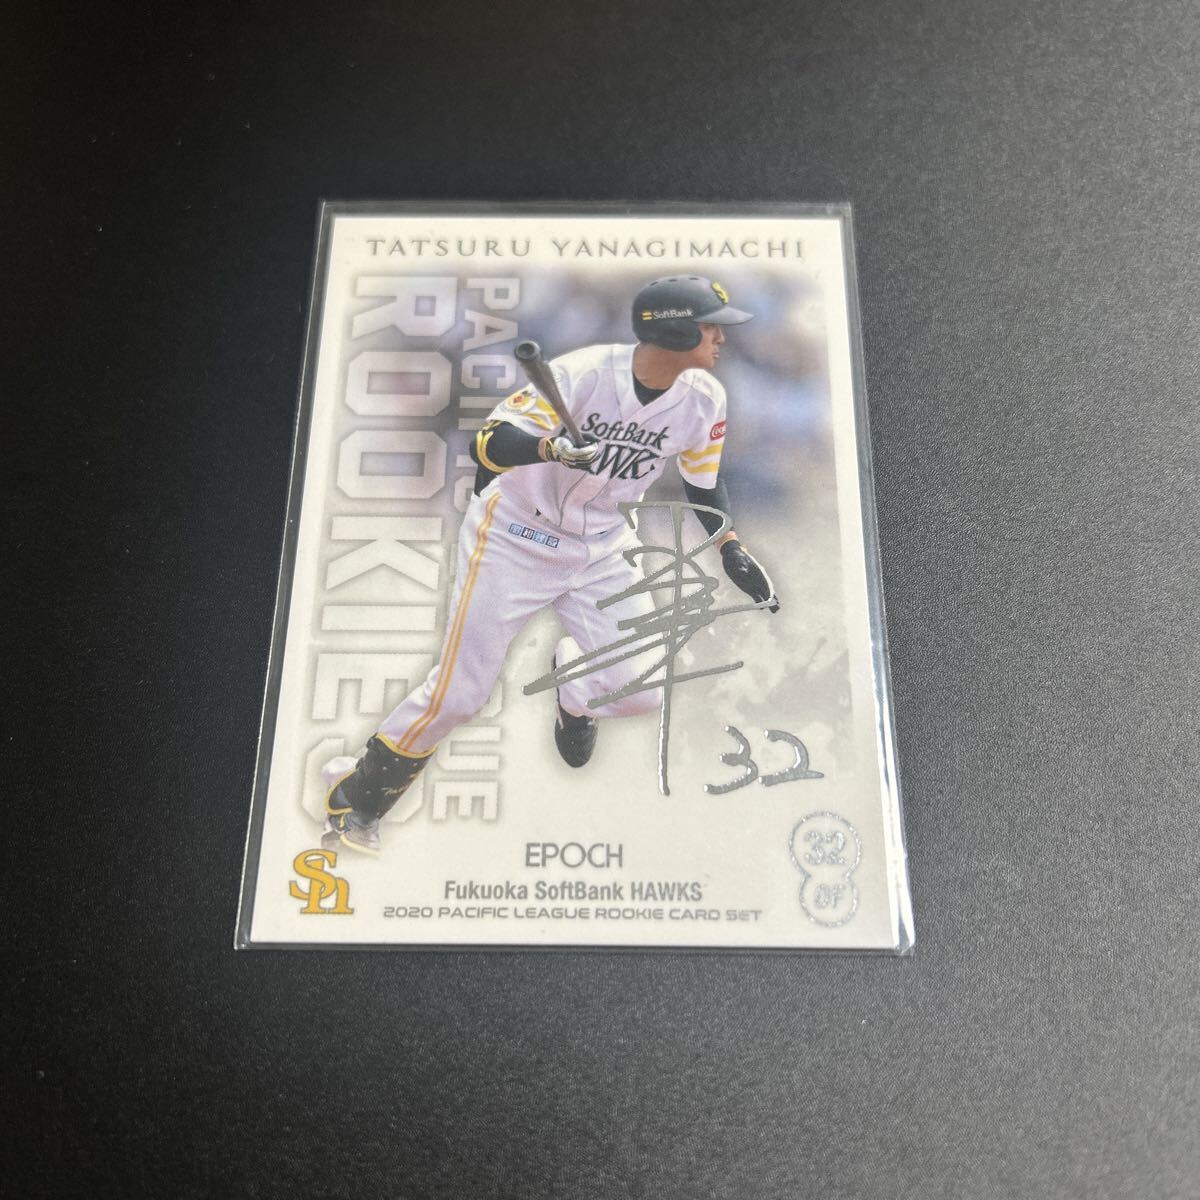 TATSURU YANAGIMACHI
PACIFIC LEAGUE
ROOKIES
SoftBank
SoftBank
HAWKS
32
32
OF
EPOCH
Fukuoka SoftBank HAWKS
Sh
2020 PACIFIC LEAGUE ROOKIE CARD SET